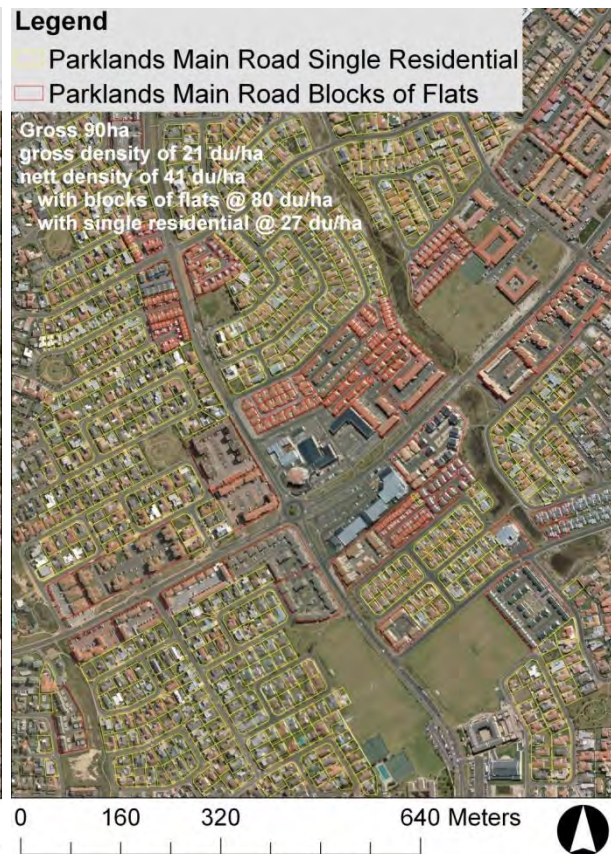 Legend
Parklands Main Road Single Residential
Parklands Main Road Blocks of Flats
Gross 90ha
gross density of 21 du/ha
nett density of 41 du/ha
- with blocks of flats @ 80 du/ha
- with single residential @ 27 du/ha
0 160 320 640 Meters